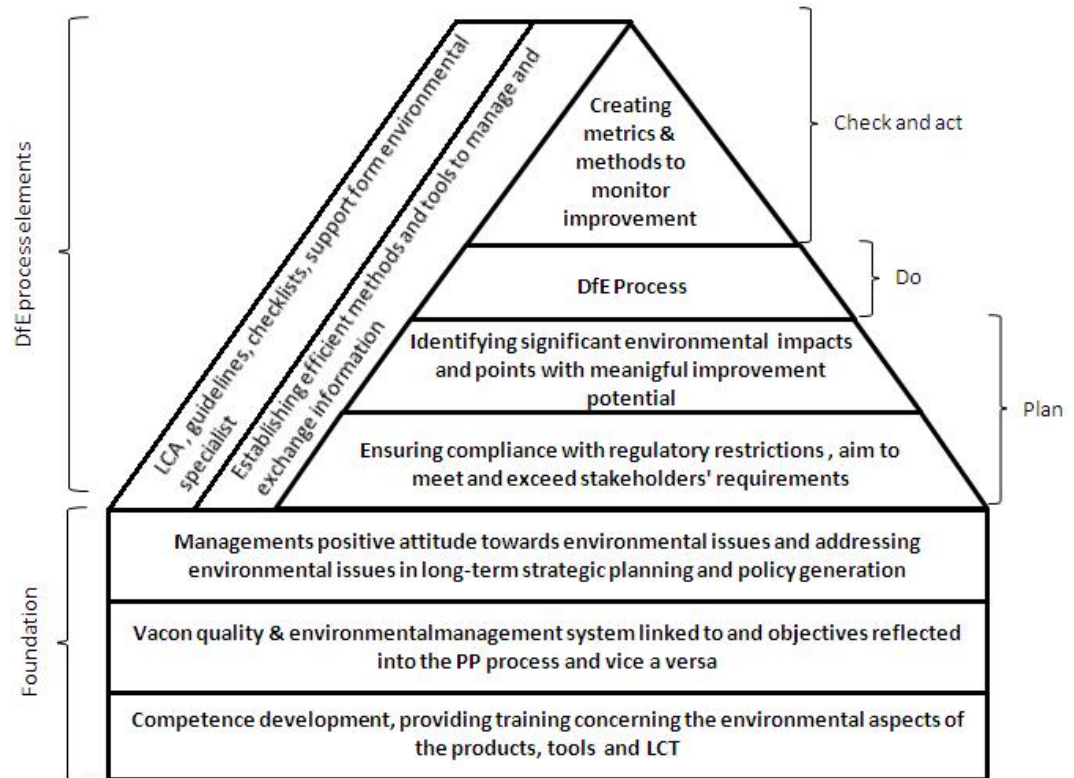 DfE process elements
Foundation
LCA , guidelines, checklists, support form environmental
specialist
Establishing efficient methods and tools to manage and
exchange information
Creating
metrics &
methods to
monitor
improvement
DfE Process
Identifying significant environmental impacts
and points with meanigful improvement
potential
Ensuring compliance with regulatory restrictions , aim to
meet and exceed stakeholders' requirements
Check and act
Do
Plan
Managements positive attitude towards environmental issues and addressing
environmental issues in long-term strategic planning and policy generation
Vacon quality & environmentalmanagement system linked to and objectives reflected
into the PP process and vice a versa
Competence development, providing training concerning the environmental aspects of
the products, tools and LCT